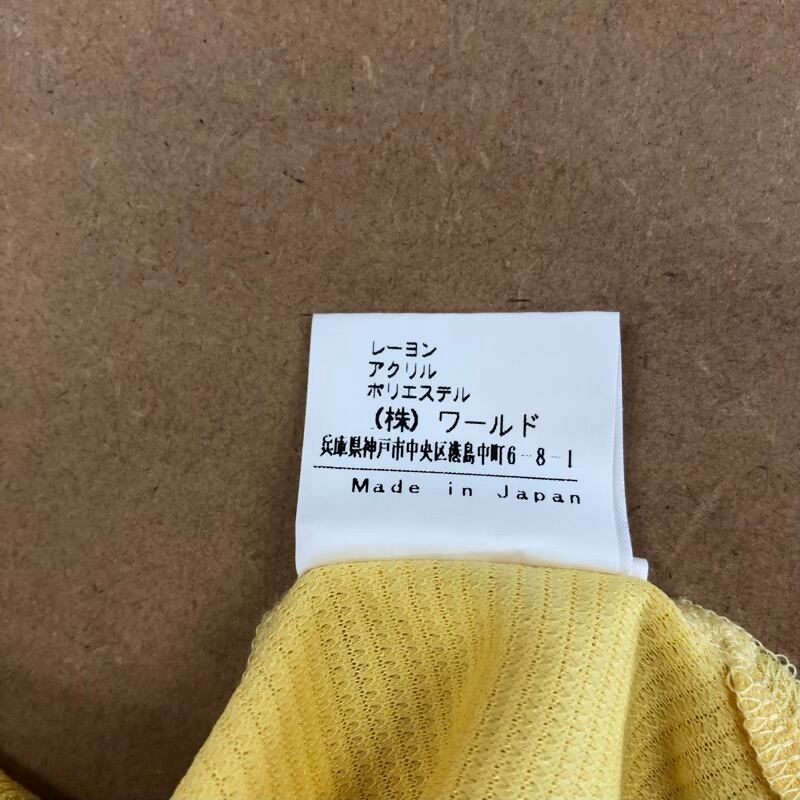 レーヨン
アクリル
ポリエステル
(株) ワールド
兵庫県神戸市中央区港島中町6-8-1
Made in Japan